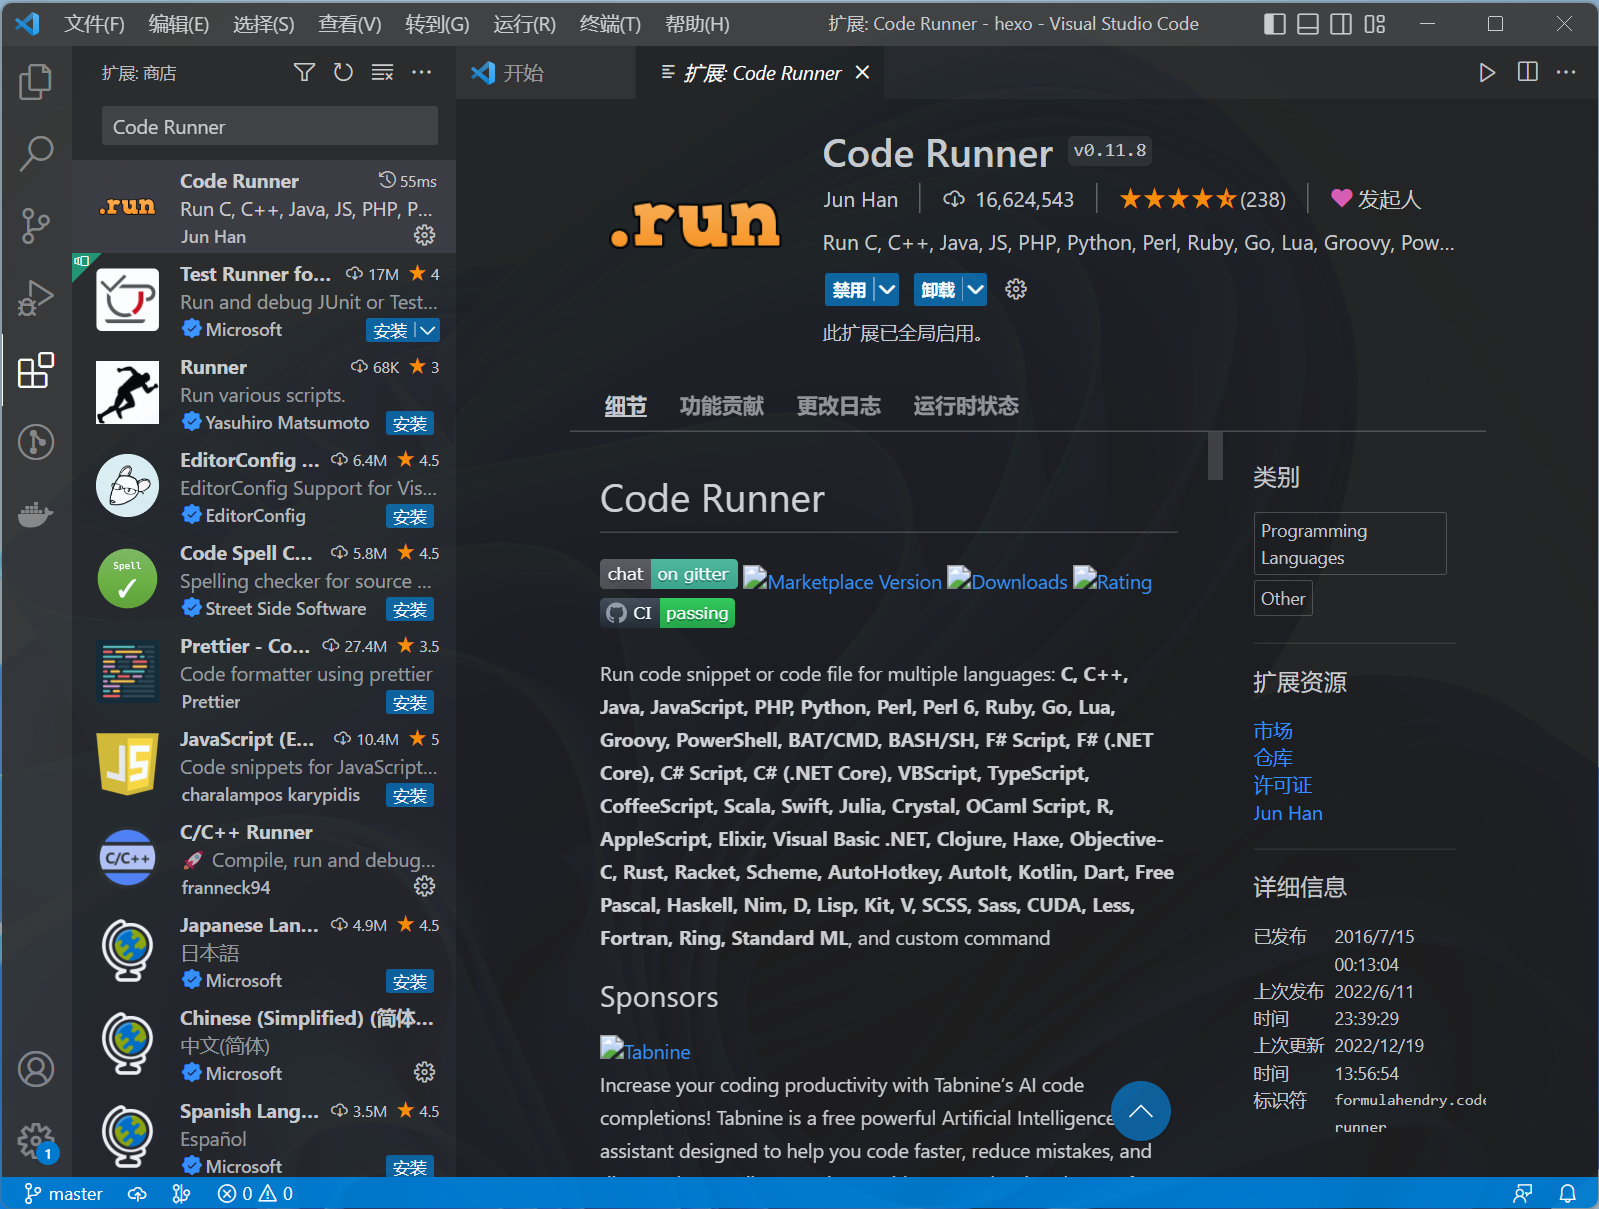 文件(F) 编辑(E) 选择(S) 查看(V) 转到(G) 运行(R) 终端(T) 帮助(H) 扩展: Code Runner - hexo - Visual Studio Code
扩展: 商店
Code Runner
Code Runner 55ms
Run C, C++, Java, JS, PHP, P...
Jun Han
Test Runner fo... 17M 4
Run and debug JUnit or Test...
Microsoft 安装
Runner 68K 3
Run various scripts.
Yasuhiro Matsumoto 安装
EditorConfig ... 6.4M 4.5
EditorConfig Support for Vis...
EditorConfig 安装
Spell
Code Spell C... 5.8M 4.5
Spelling checker for source ...
Street Side Software 安装
Prettier - Co... 27.4M 3.5
Code formatter using prettier
Prettier 安装
JS
JavaScript (E... 10.4M 5
Code snippets for JavaScript...
charalampos karypidis 安装
C/C++
C/C++ Runner
🚀 Compile, run and debug...
franneck94
Japanese Lan... 4.9M 4.5
日本語
Microsoft 安装
Chinese (Simplified) (简体...
中文(简体)
Microsoft
Spanish Lang... 3.5M 4.5
Español
Microsoft 安装
1
开始 扩展: Code Runner
.run
.run
Code Runner v0.11.8
Jun Han 16,624,543 (238) 发起人
Run C, C++, Java, JS, PHP, Python, Perl, Ruby, Go, Lua, Groovy, Pow...
禁用 卸载
此扩展已全局启用。
细节 功能贡献 更改日志 运行时状态
Code Runner
chat on gitter Marketplace Version Downloads Rating
CI passing
Run code snippet or code file for multiple languages: C, C++,
Java, JavaScript, PHP, Python, Perl, Perl 6, Ruby, Go, Lua,
Groovy, PowerShell, BAT/CMD, BASH/SH, F# Script, F# (.NET
Core), C# Script, C# (.NET Core), VBScript, TypeScript,
CoffeeScript, Scala, Swift, Julia, Crystal, OCaml Script, R,
AppleScript, Elixir, Visual Basic .NET, Clojure, Haxe, Objective-
C, Rust, Racket, Scheme, AutoHotkey, AutoIt, Kotlin, Dart, Free
Pascal, Haskell, Nim, D, Lisp, Kit, V, SCSS, Sass, CUDA, Less,
Fortran, Ring, Standard ML, and custom command
Sponsors
Tabnine
Increase your coding productivity with Tabnine's AI code
completions! Tabnine is a free powerful Artificial Intelligence
assistant designed to help you code faster, reduce mistakes, and
类别
Programming
Languages
Other
扩展资源
市场
仓库
许可证
Jun Han
详细信息
已发布 2016/7/15
00:13:04
上次发布 2022/6/11
时间 23:39:29
上次更新 2022/12/19
时间 13:56:54
标识符 formulahendry.code
runner
master 0 0